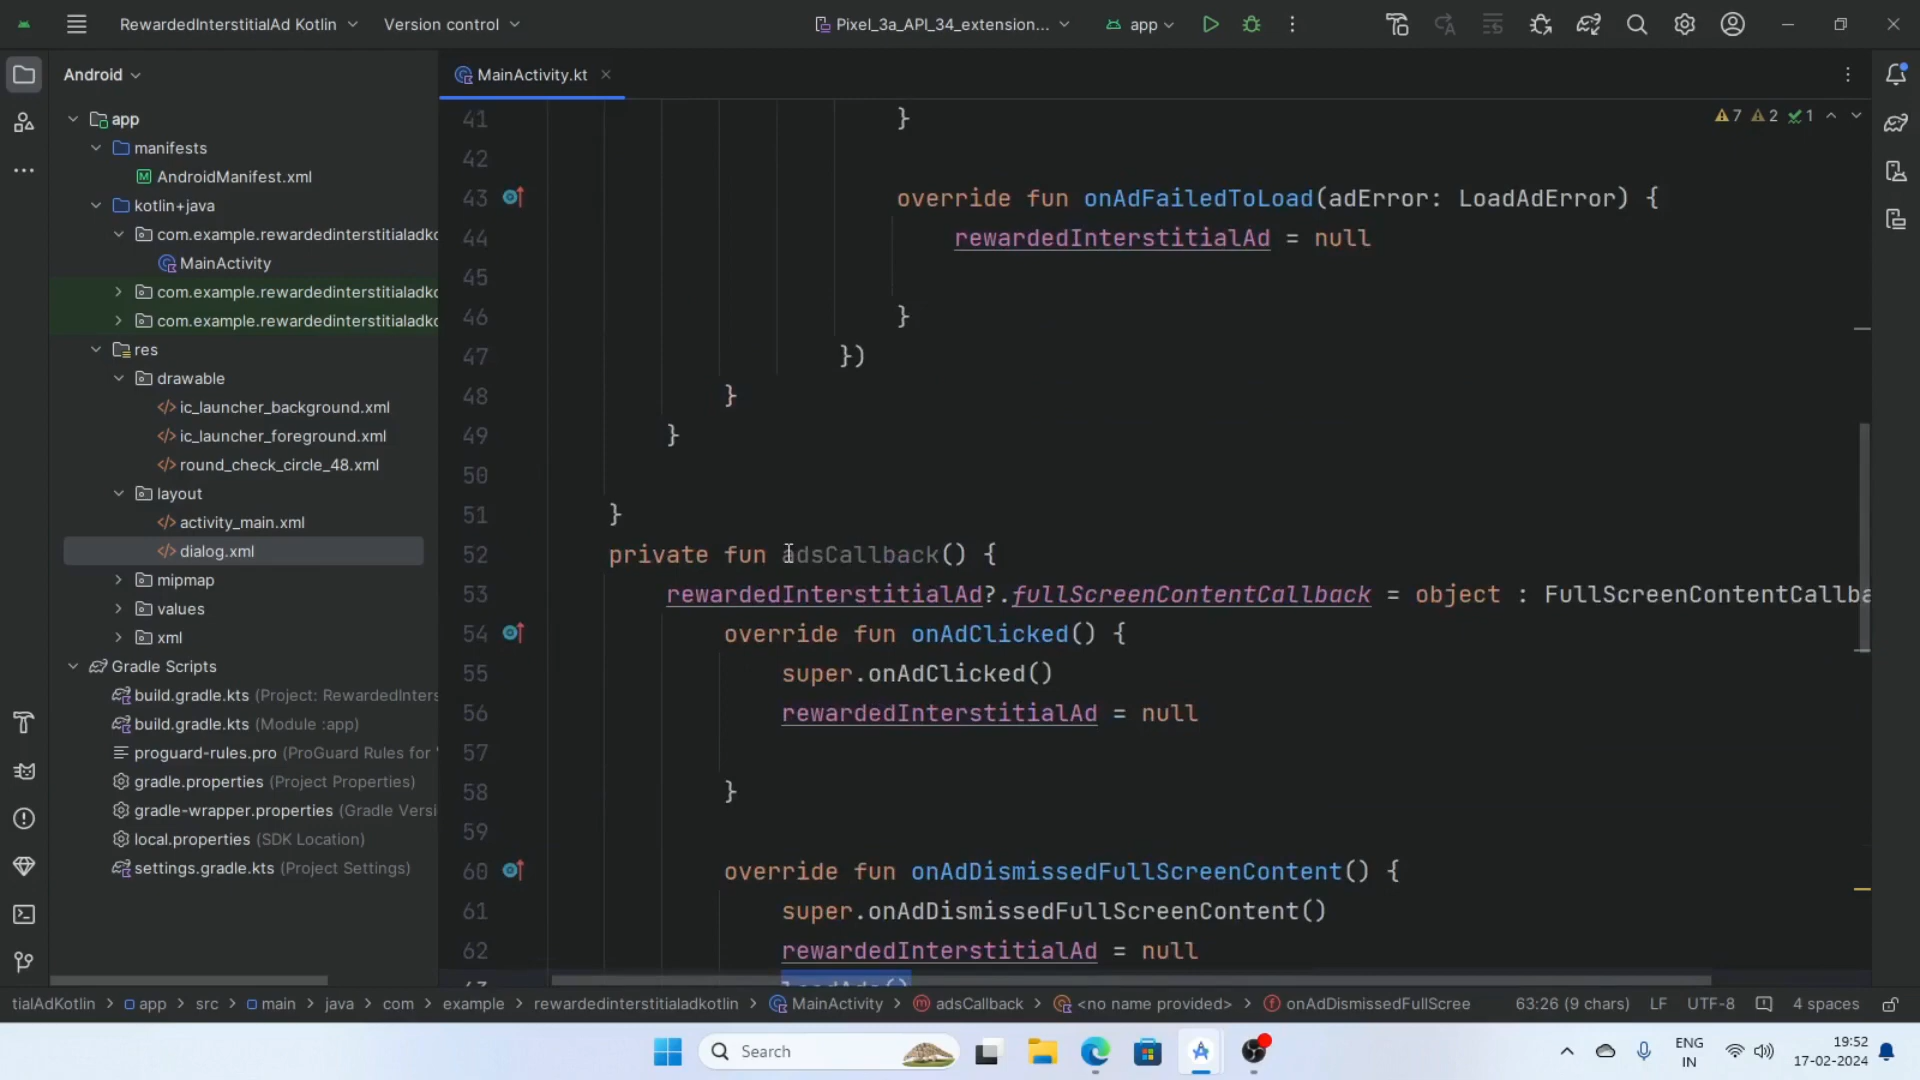 RewardedInterstitialAd Kotlin
Version control
Pixel_3a_API_34_extension...
app
Android
MainActivity.kt
app
manifests
AndroidManifest.xml
kotlin+java
com.example.rewardedinterstitialadko
MainActivity
com.example.rewardedinterstitialadko
com.example.rewardedinterstitialadko
res
drawable
ic_launcher_background.xml
ic_launcher_foreground.xml
round_check_circle_48.xml
layout
activity_main.xml
dialog.xml
mipmap
values
xml
Gradle Scripts
build.gradle.kts (Project: RewardedInters
build.gradle.kts (Module :app)
proguard-rules.pro (ProGuard Rules for "
gradle.properties (Project Properties)
gradle-wrapper.properties (Gradle Versi
local.properties (SDK Location)
settings.gradle.kts (Project Settings)
7 2 1
41 }
42
43 override fun onAdFailedToLoad(adError: LoadAdError) {
44 rewardedInterstitialAd = null
45
46 }
47 })
48 }
49 }
50
51 }
52 private fun adsCallback() {
53 rewardedInterstitialAd?.fullScreenContentCallback = object : FullScreenContentCallba
54 override fun onAdClicked() {
55 super.onAdClicked()
56 rewardedInterstitialAd = null
57
58 }
59
60 override fun onAdDismissedFullScreenContent() {
61 super.onAdDismissedFullScreenContent()
62 rewardedInterstitialAd = null
tialAdKotlin > app > src > main > java > com > example > rewardedinterstitialadkotlin > MainActivity > adsCallback > <no name provided> > onAdDismissedFullScree
63:26 (9 chars) LF UTF-8 4 spaces
Search
ENG
IN
19:52
17-02-2024